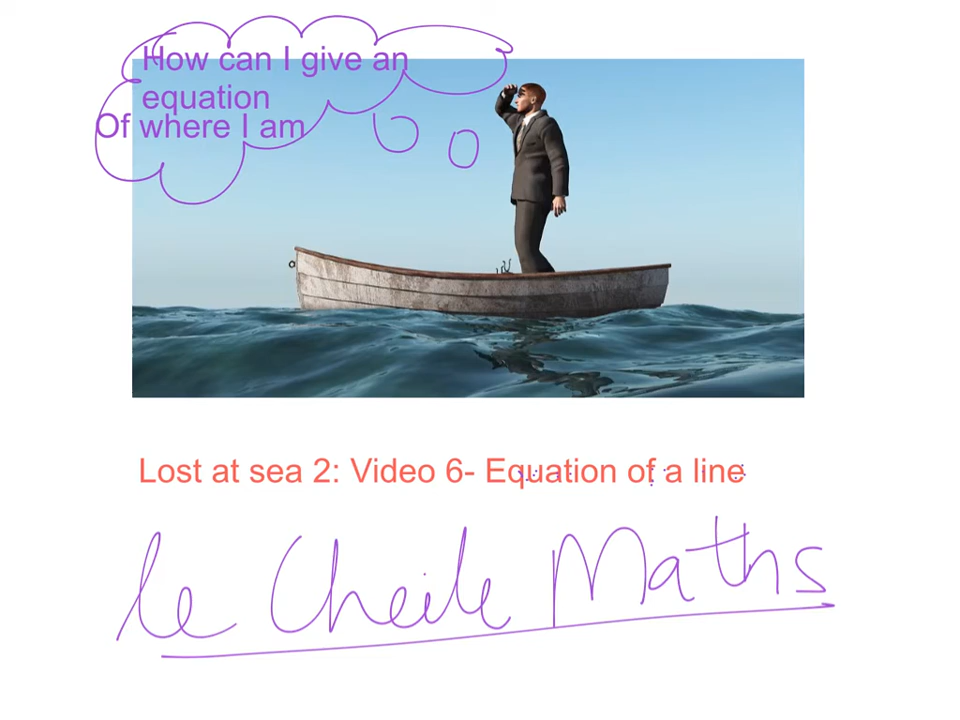 How can I give an
equation
Of where I am
Lost at sea 2: Video 6- Equation of a line
le Cheile Maths